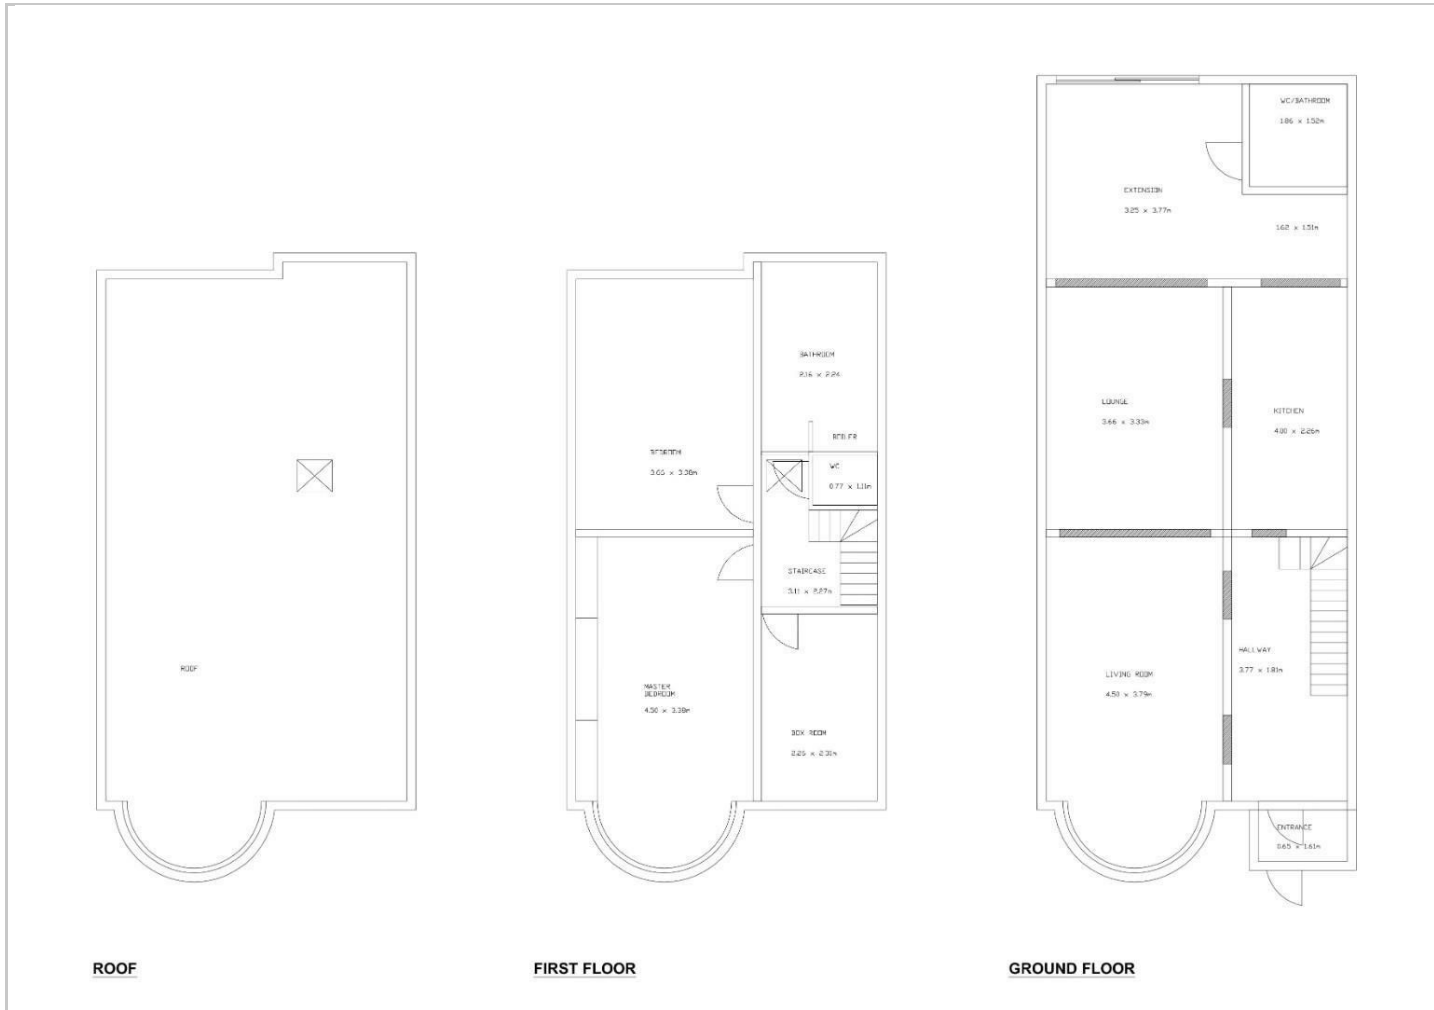 ROOF
ROOF
BATHROOM
2.16 x 2.24
BOILER
BEDROOM
3.65 x 3.38m
WC
0.77 x 1.11m
STAIRCASE
3.11 x 2.27m
MASTER
BEDROOM
4.50 x 3.38m
BOX ROOM
2.26 x 2.31m
FIRST FLOOR
WC/BATHROOM
1.86 x 1.52m
EXTENSION
3.25 x 3.77m
1.62 x 1.51m
LOUNGE
3.66 x 3.33m
KITCHEN
4.00 x 2.26m
HALLWAY
3.77 x 1.81m
LIVING ROOM
4.50 x 3.79m
ENTRANCE
0.65 x 1.61m
GROUND FLOOR